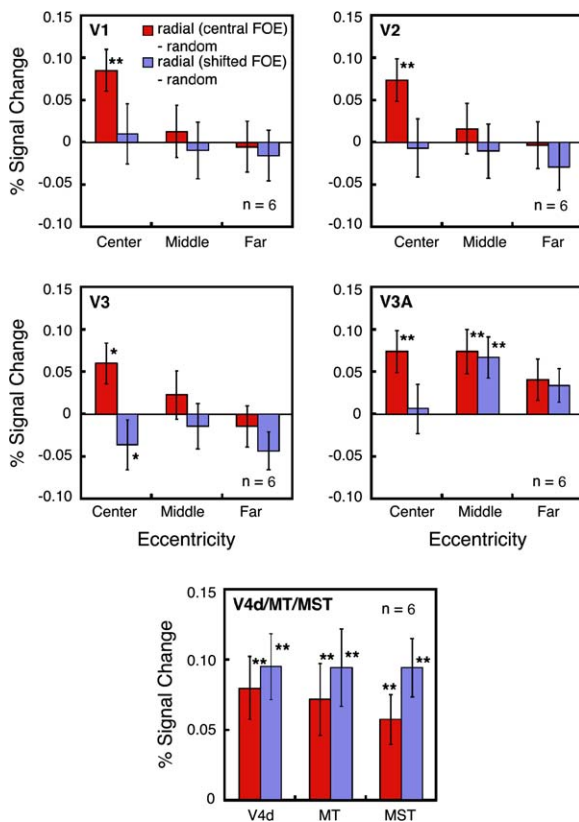 V1
radial (central FOE)
- random
radial (shifted FOE)
- random
V2
% Signal Change
0.15
0.10
0.05
0
-0.05
-0.10
**
n = 6
Center Middle Far
0.15
0.10
0.05
0
-0.05
-0.10
**
n = 6
Center Middle Far
V3
V3A
% Signal Change
0.15
0.10
0.05
0
-0.05
-0.10
*
*
n = 6
Center Middle Far
Eccentricity
0.15
0.10
0.05
0
-0.05
-0.10
**
**
**
n = 6
Center Middle Far
Eccentricity
V4d/MT/MST
n = 6
% Signal Change
0.15
0.10
0.05
0
**
**
**
**
**
**
V4d MT MST